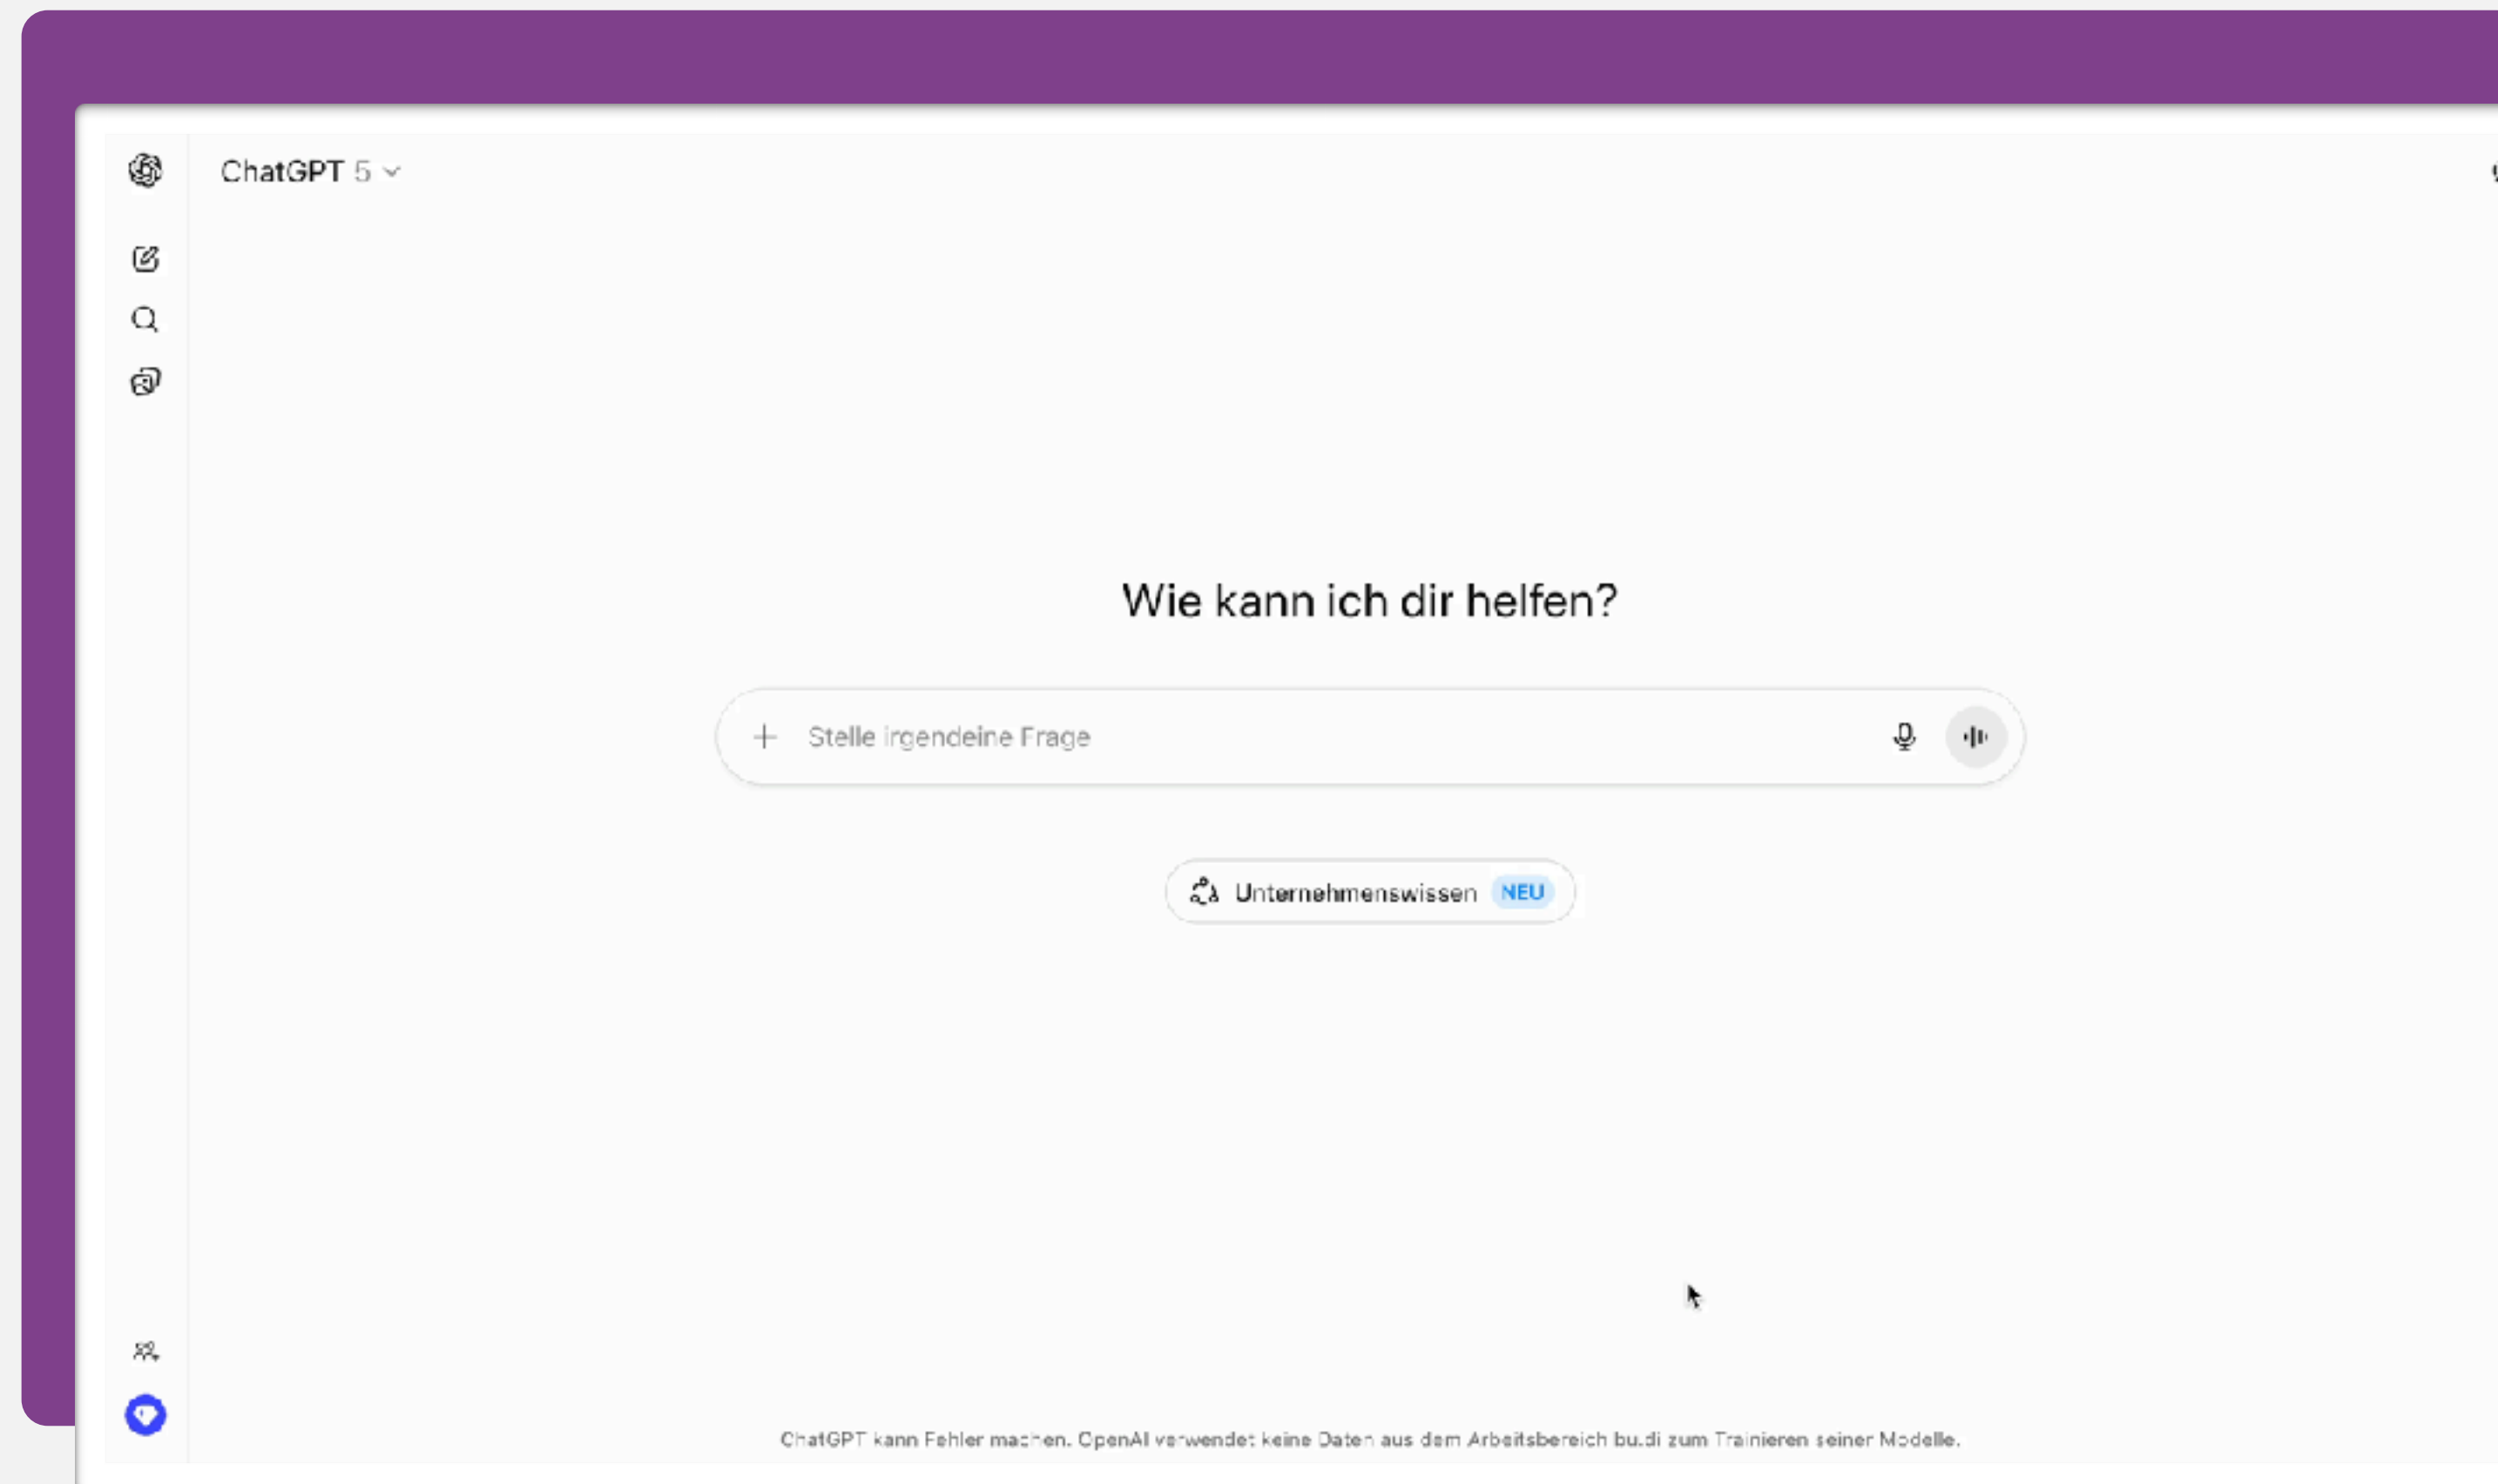 ChatGPT 5
Wie kann ich dir helfen?
Stelle irgendeine Frage
Unternehmenswissen NEU
ChatGPT kann Fehler machen. OpenAI verwendet keine Daten aus dem Arbeitsbereich bu.di zum Trainieren seiner Modelle.